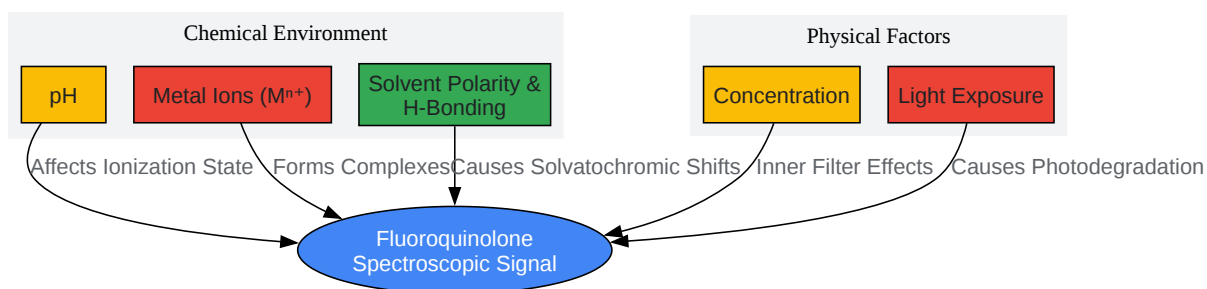 Chemical Environment
Physical Factors
pH
Metal Ions (Mⁿ⁺)
Solvent Polarity &
H-Bonding
Concentration
Light Exposure
Affects Ionization State
Forms Complexes
Causes Solvatochromic Shifts
Inner Filter Effects
Causes Photodegradation
Fluoroquinolone
Spectroscopic Signal